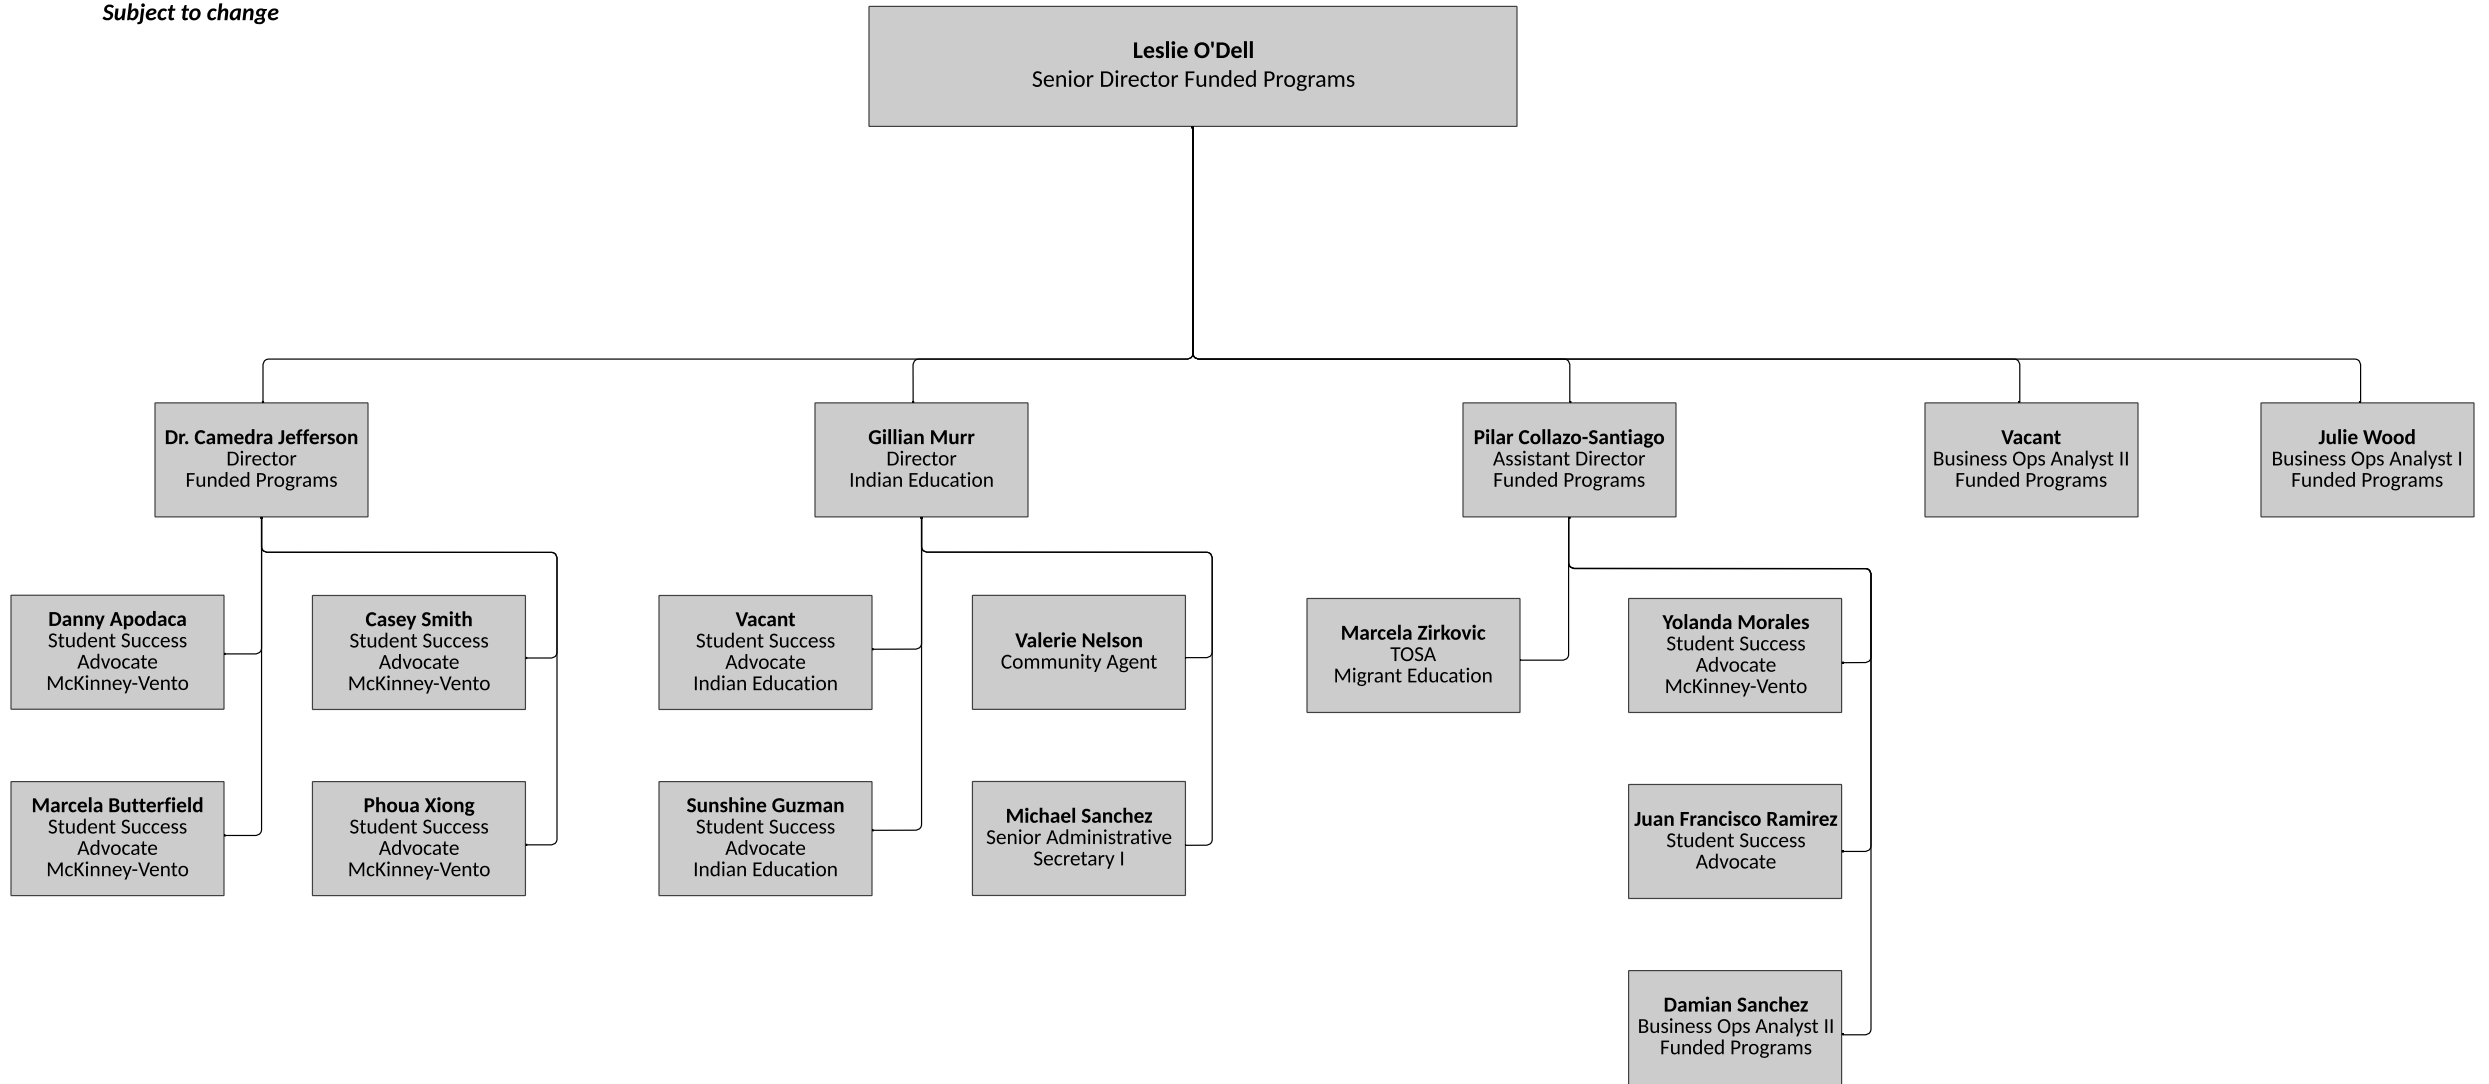 Subject to change
Leslie O'Dell
Senior Director Funded Programs
Dr. Camedra Jefferson
Director
Funded Programs
Gillian Murr
Director
Indian Education
Pilar Collazo-Santiago
Assistant Director
Funded Programs
Vacant
Business Ops Analyst II
Funded Programs
Julie Wood
Business Ops Analyst I
Funded Programs
Danny Apodaca
Student Success
Advocate
McKinney-Vento
Casey Smith
Student Success
Advocate
McKinney-Vento
Vacant
Student Success
Advocate
Indian Education
Valerie Nelson
Community Agent
Marcela Zirkovic
TOSA
Migrant Education
Yolanda Morales
Student Success
Advocate
McKinney-Vento
Marcela Butterfield
Student Success
Advocate
McKinney-Vento
Phoua Xiong
Student Success
Advocate
McKinney-Vento
Sunshine Guzman
Student Success
Advocate
Indian Education
Michael Sanchez
Senior Administrative
Secretary I
Juan Francisco Ramirez
Student Success
Advocate
Damian Sanchez
Business Ops Analyst II
Funded Programs